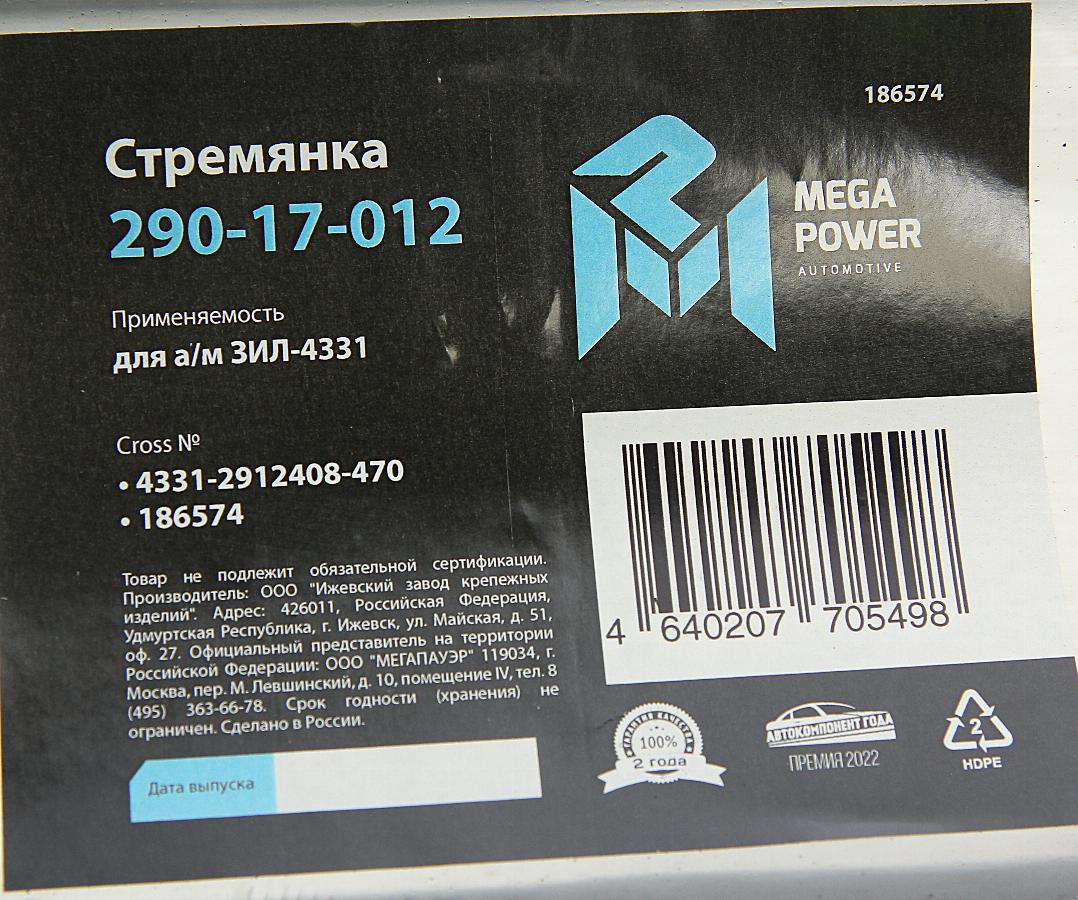 186574
Стремянка
290-17-012
MEGA
POWER
AUTOMOTIVE
Применяемость
для а/м ЗИЛ-4331
Cross №
• 4331-2912408-470
• 186574
Товар не подлежит обязательной сертификации.
Производитель: ООО "Ижевский завод крепежных
изделий". Адрес: 426011, Российская Федерация,
Удмуртская Республика, г. Ижевск, ул. Майская, д. 51,
оф. 27. Официальный представитель на территории
Российской Федерации: ООО "МЕГАПАУЭР" 119034, г.
Москва, пер. М. Левшинский, д. 10, помещение IV, тел. 8
(495) 363-66-78. Срок годности (хранения) не
ограничен. Сделано в России.
Дата выпуска
4 640207 705498
ГАРАНТИЯ КАЧЕСТВА
100%
2 года
АВТОКОМПОНЕНТ ГОДА
ПРЕМИЯ 2022
2
HDPE